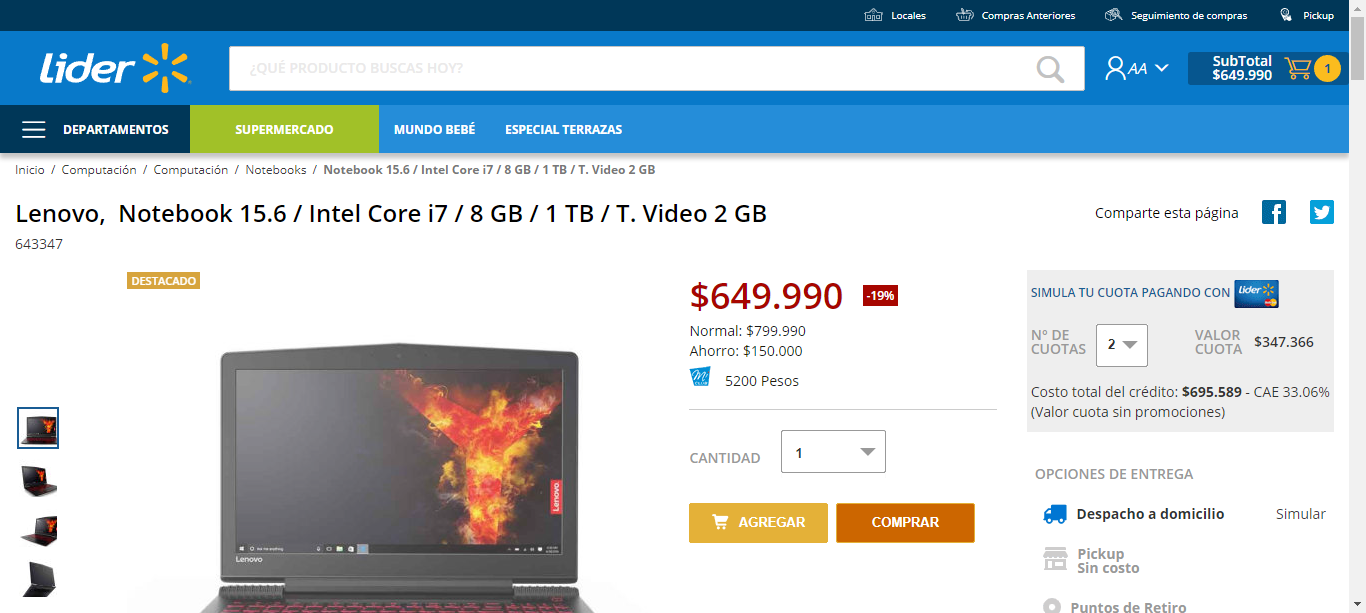 Locales
Compras Anteriores
Seguimiento de compras
Pickup
Lider
¿QUÉ PRODUCTO BUSCAS HOY?
AA
SubTotal
$649.990
1
DEPARTAMENTOS
SUPERMERCADO
MUNDO BEBÉ
ESPECIAL TERRAZAS
Inicio / Computación / Computación / Notebooks / Notebook 15.6 / Intel Core i7 / 8 GB / 1 TB / T. Video 2 GB
Lenovo, Notebook 15.6 / Intel Core i7 / 8 GB / 1 TB / T. Video 2 GB
Comparte esta página
643347
DESTACADO
Lenovo
Lenovo
$649.990
-19%
Normal: $799.990
Ahorro: $150.000
Mi CLUB
5200 Pesos
CANTIDAD
1
AGREGAR
COMPRAR
SIMULA TU CUOTA PAGANDO CON
Lider
N° DE
CUOTAS
2
VALOR
CUOTA
$347.366
Costo total del crédito: $695.589 - CAE 33.06%
(Valor cuota sin promociones)
OPCIONES DE ENTREGA
Despacho a domicilio
Simular
Pickup
Sin costo
Puntos de Retiro